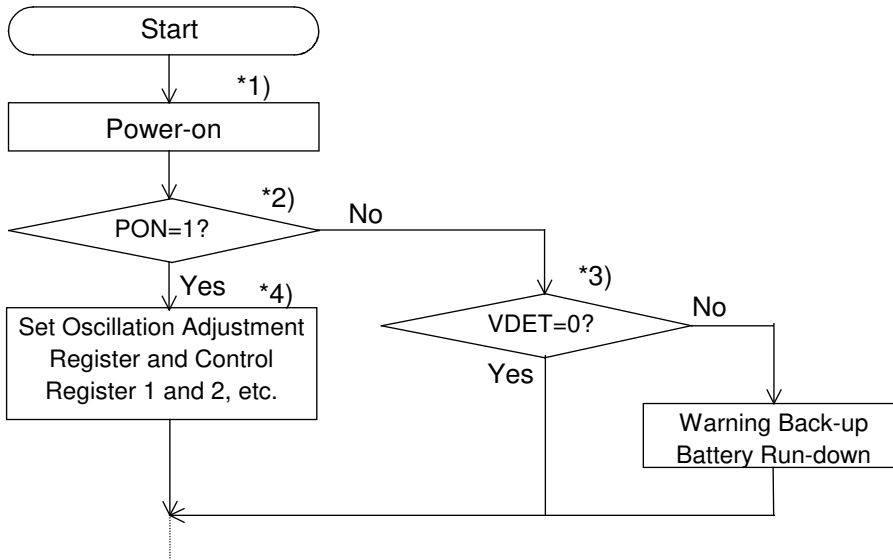 Start
*1)
Power-on
*2)
PON=1?
No
Yes
*3)
*4)
VDET=0?
No
Yes
Set Oscillation Adjustment
Register and Control
Register 1 and 2, etc.
Warning Back-up
Battery Run-down